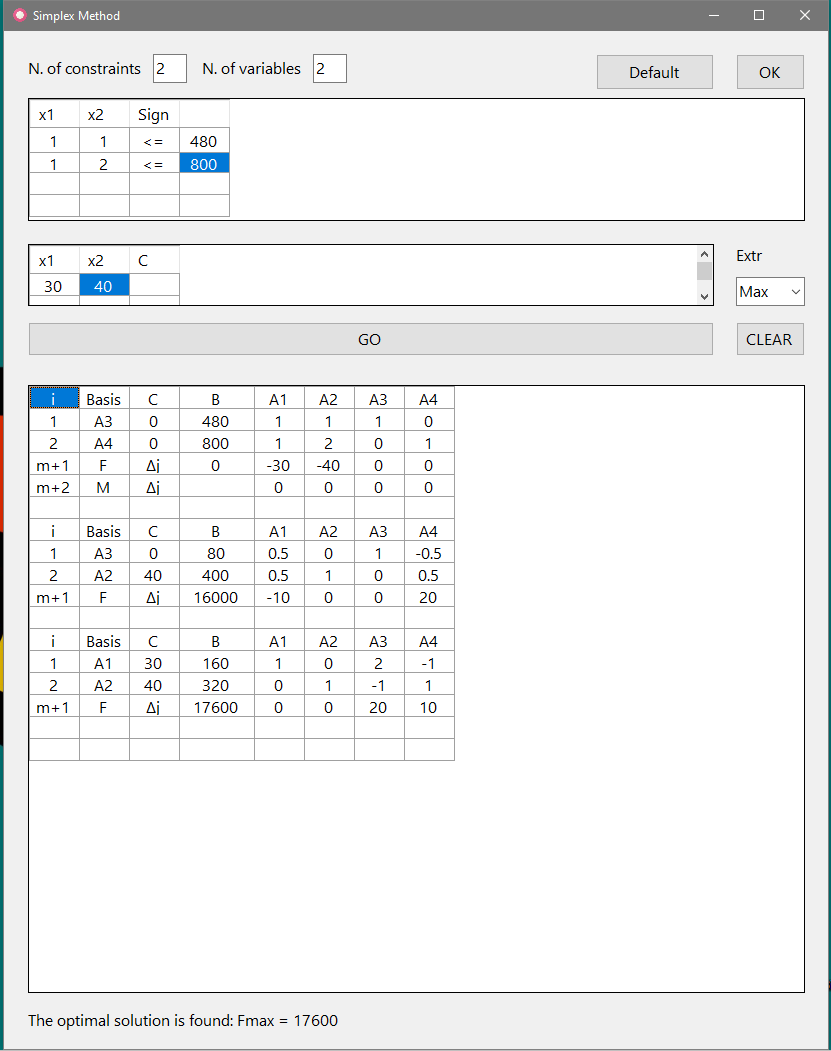 Simplex Method
N. of constraints 2 N. of variables 2 Default OK
x1 x2 Sign
1 1 <= 480
1 2 <= 800
x1 x2 C Extr
30 40 Max
GO CLEAR
i Basis C B A1 A2 A3 A4
1 A3 0 480 1 1 1 0
2 A4 0 800 1 2 0 1
m+1 F Δj 0 -30 -40 0 0
m+2 M Δj 0 0 0 0
i Basis C B A1 A2 A3 A4
1 A3 0 80 0.5 0 1 -0.5
2 A2 40 400 0.5 1 0 0.5
m+1 F Δj 16000 -10 0 0 20
i Basis C B A1 A2 A3 A4
1 A1 30 160 1 0 2 -1
2 A2 40 320 0 1 -1 1
m+1 F Δj 17600 0 0 20 10
The optimal solution is found: Fmax = 17600